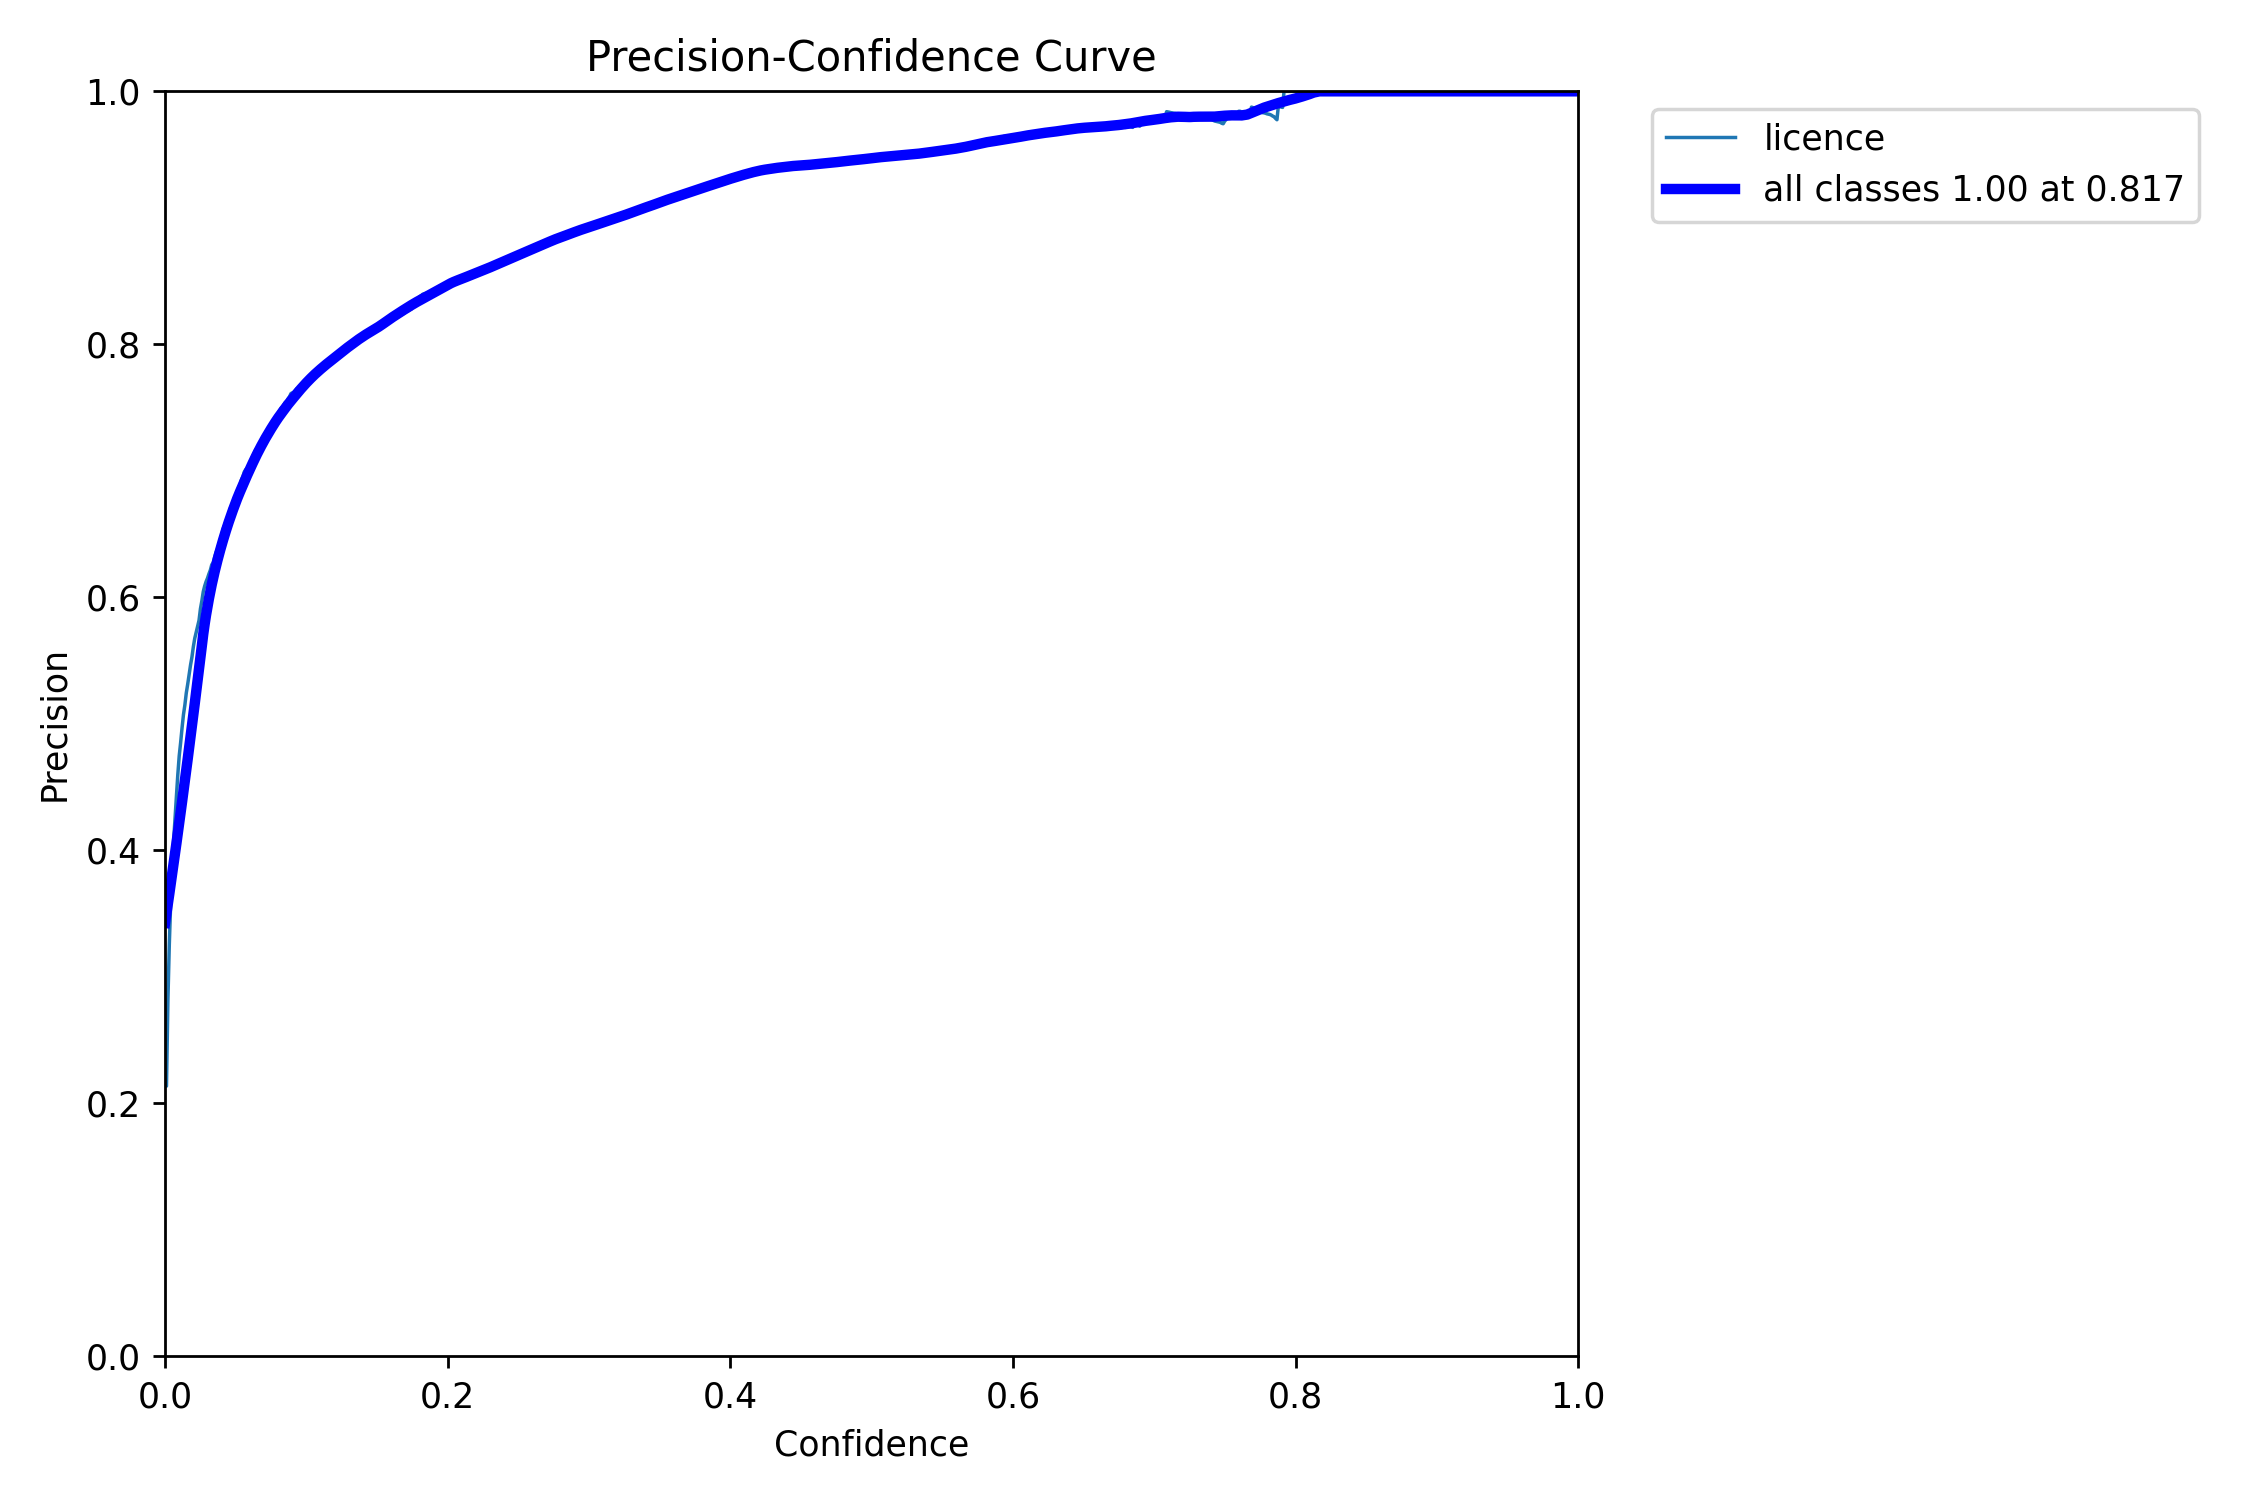 Precision-Confidence Curve
licence
all classes 1.00 at 0.817
1.0
0.8
0.6
0.4
0.2
0.0
Precision
0.0 0.2 0.4 0.6 0.8 1.0
Confidence